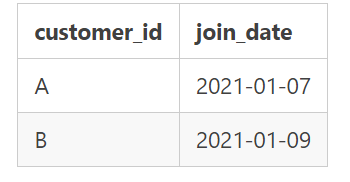 customer_id join_date
A 2021-01-07
B 2021-01-09